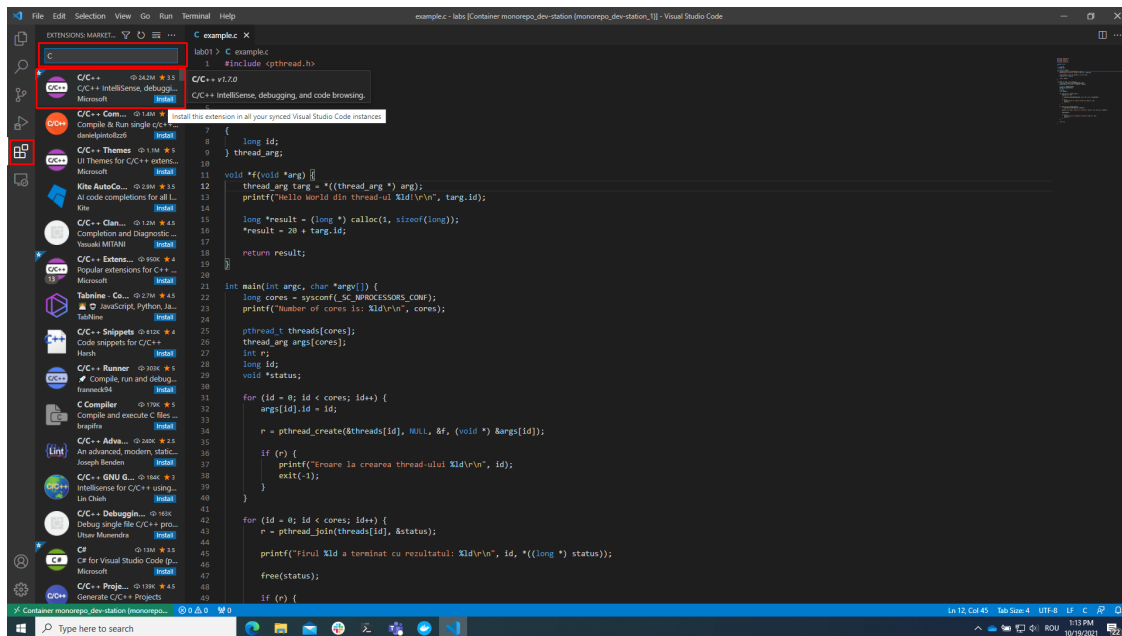 File Edit Selection View Go Run Terminal Help
example.c - labs [Container monorepo_dev-station (monorepo_dev-station_1)] - Visual Studio Code
EXTENSIONS: MARKET...
C
C/C++ 24.2M ★ 3.5
C/C++ IntelliSense, debuggi...
Microsoft Install
C/C++ Com... 1.4M
Compile & Run single c/c++...
danielpinto8zz6 Install
C/C++ Themes 1.1M ★ 5
UI Themes for C/C++ extens...
Microsoft Install
Kite AutoCo... 2.9M ★ 3.5
AI code completions for all l...
Kite Install
C/C++ Clan... 1.2M ★ 4.5
Completion and Diagnostic ...
Yasuaki MITANI Install
C/C++ Extens... 950K ★ 4
Popular extensions for C++ ...
13
Microsoft Install
Tabnine - Co... 2.7M ★ 4.5
JavaScript, Python, Ja...
TabNine Install
C/C++ Snippets 612K ★ 4
Code snippets for C/C++
Harsh Install
C/C++ Runner 303K ★ 5
Compile, run and debug...
franneck94 Install
C Compiler 179K ★ 5
Compile and execute C files ...
brapifra Install
C/C++ Adva... 240K ★ 2.5
An advanced, modern, static...
Joseph Benden Install
C/C++ GNU G... 184K ★ 3
Intellisense for C/C++ using...
Lin Chieh Install
C/C++ Debuggin... 163K
Debug single file C/C++ pro...
Utsav Munendra Install
C# 13M ★ 3.5
C# for Visual Studio Code (p...
Microsoft Install
C/C++ Proje... 139K ★ 4.5
Generate C/C++ Projects
C example.c ×
lab01 > C example.c
1 #include <pthread.h>
C/C++ v1.7.0
C/C++ IntelliSense, debugging, and code browsing.
Install this extension in all your synced Visual Studio Code instances
7 {
8 long id;
9 } thread_arg;
10
11 void *f(void *arg) {
12 thread_arg targ = *((thread_arg *) arg);
13 printf("Hello World din thread-ul %ld!\r\n", targ.id);
14
15 long *result = (long *) calloc(1, sizeof(long));
16 *result = 20 + targ.id;
17
18 return result;
19 }
20
21 int main(int argc, char *argv[]) {
22 long cores = sysconf(_SC_NPROCESSORS_CONF);
23 printf("Number of cores is: %ld\r\n", cores);
24
25 pthread_t threads[cores];
26 thread_arg args[cores];
27 int r;
28 long id;
29 void *status;
30
31 for (id = 0; id < cores; id++) {
32 args[id].id = id;
33
34 r = pthread_create(&threads[id], NULL, &f, (void *) &args[id]);
35
36 if (r) {
37 printf("Eroare la crearea thread-ului %ld\r\n", id);
38 exit(-1);
39 }
40 }
41
42 for (id = 0; id < cores; id++) {
43 r = pthread_join(threads[id], &status);
44
45 printf("Firul %ld a terminat cu rezultatul: %ld\r\n", id, *((long *) status));
46
47 free(status);
48
49 if (r) {
Container monorepo_dev-station (monorepo... 0 0 0
Ln 12, Col 45 Tab Size: 4 UTF-8 LF C
Type here to search
ROU
1:13 PM
10/19/2021
22